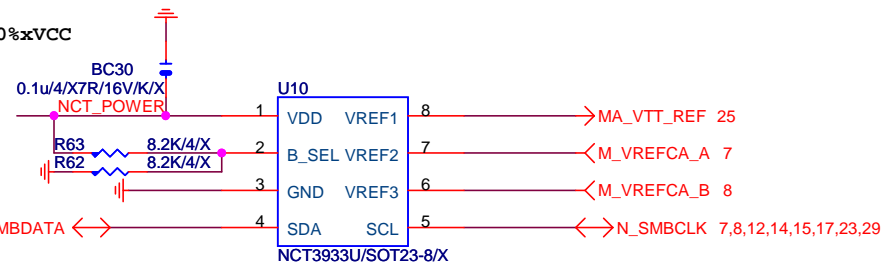 0%xVCC
BC30
0.1u/4/X7R/16V/K/X
NCT_POWER
U10
1 VDD VREF1 8 MA_VTT_REF 25
R63 8.2K/4/X
2 B_SEL VREF2 7 M_VREFCA_A 7
R62 8.2K/4/X
3 GND VREF3 6 M_VREFCA_B 8
MBDATA 4 SDA SCL 5 N_SMBCLK 7,8,12,14,15,17,23,29
NCT3933U/SOT23-8/X